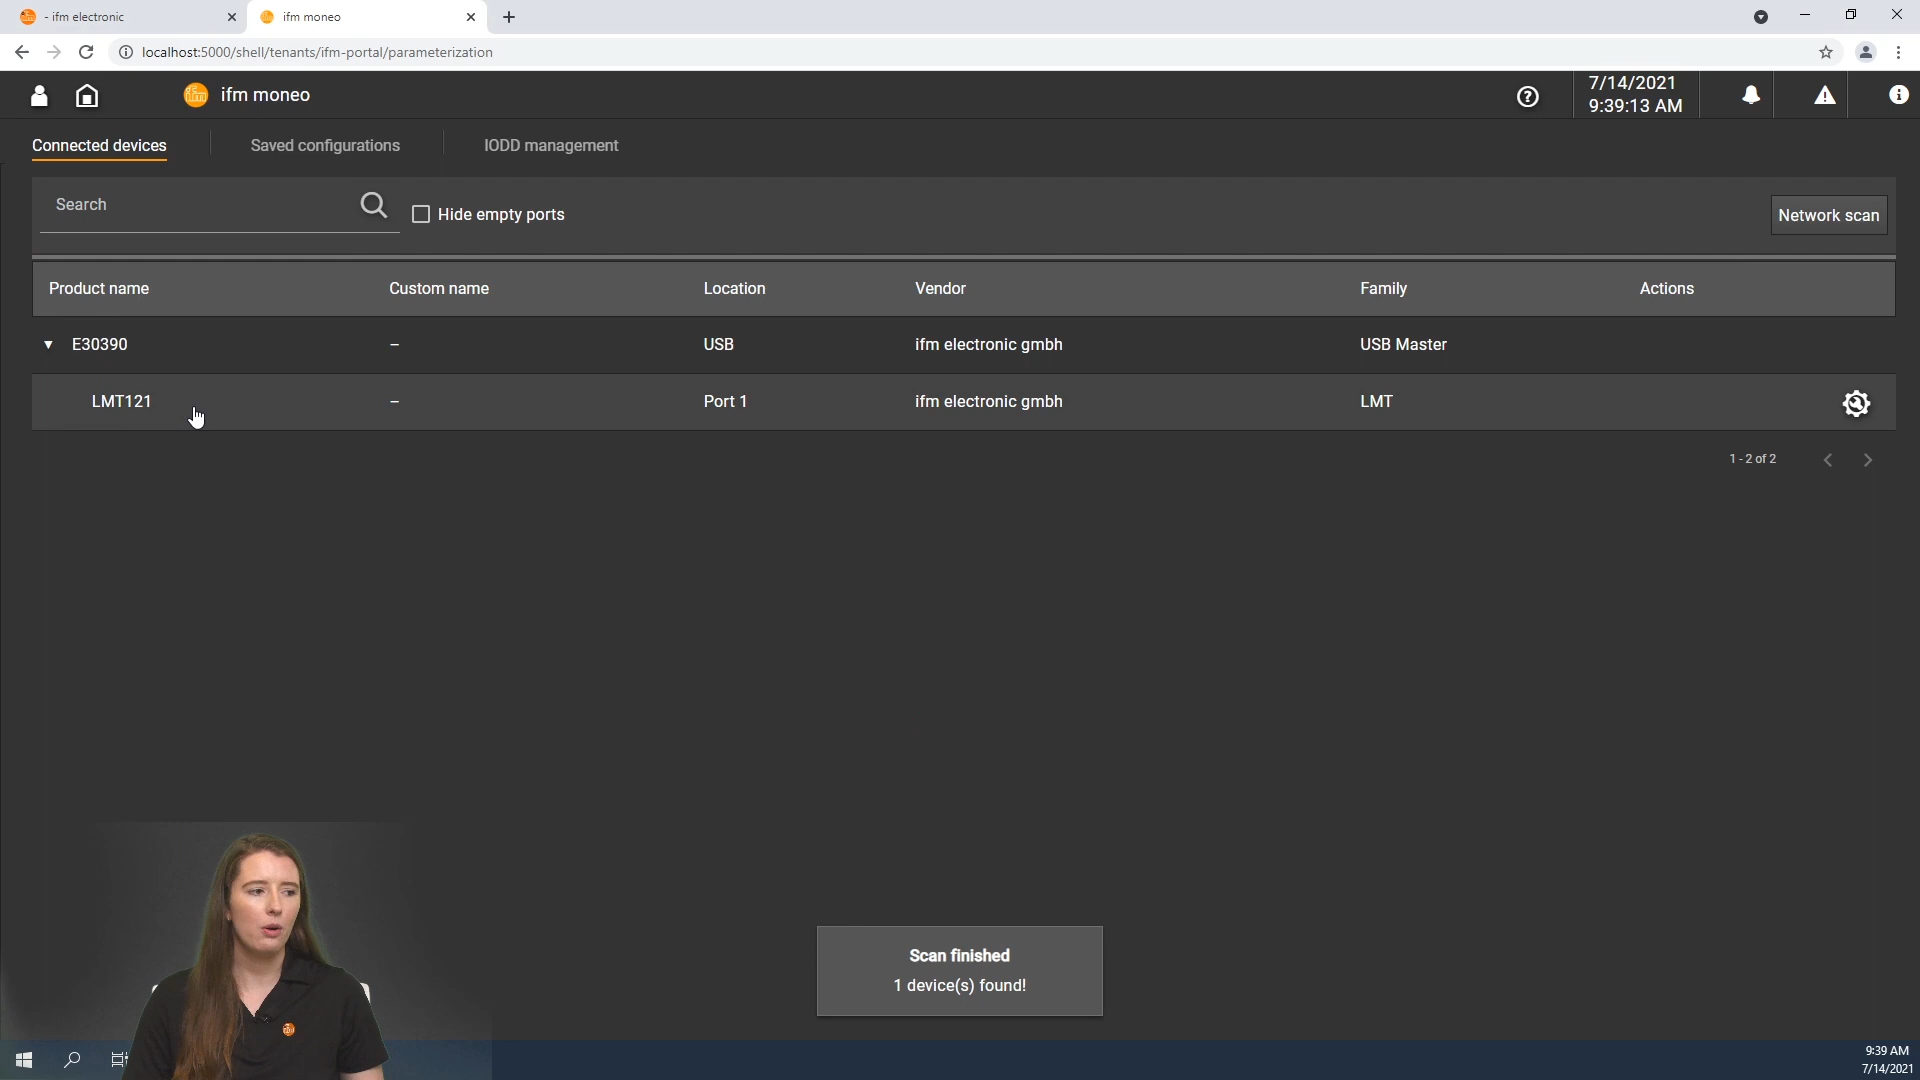 - ifm electronic
ifm moneo
localhost:5000/shell/tenants/ifm-portal/parameterization
ifm ifm moneo
7/14/2021
9:39:13 AM
Connected devices
Saved configurations
IODD management
Search
Hide empty ports
Network scan
Product name Custom name Location Vendor Family Actions
E30390 – USB ifm electronic gmbh USB Master
LMT121 – Port 1 ifm electronic gmbh LMT
1 - 2 of 2
Scan finished
1 device(s) found!
ifm
9:39 AM
7/14/2021